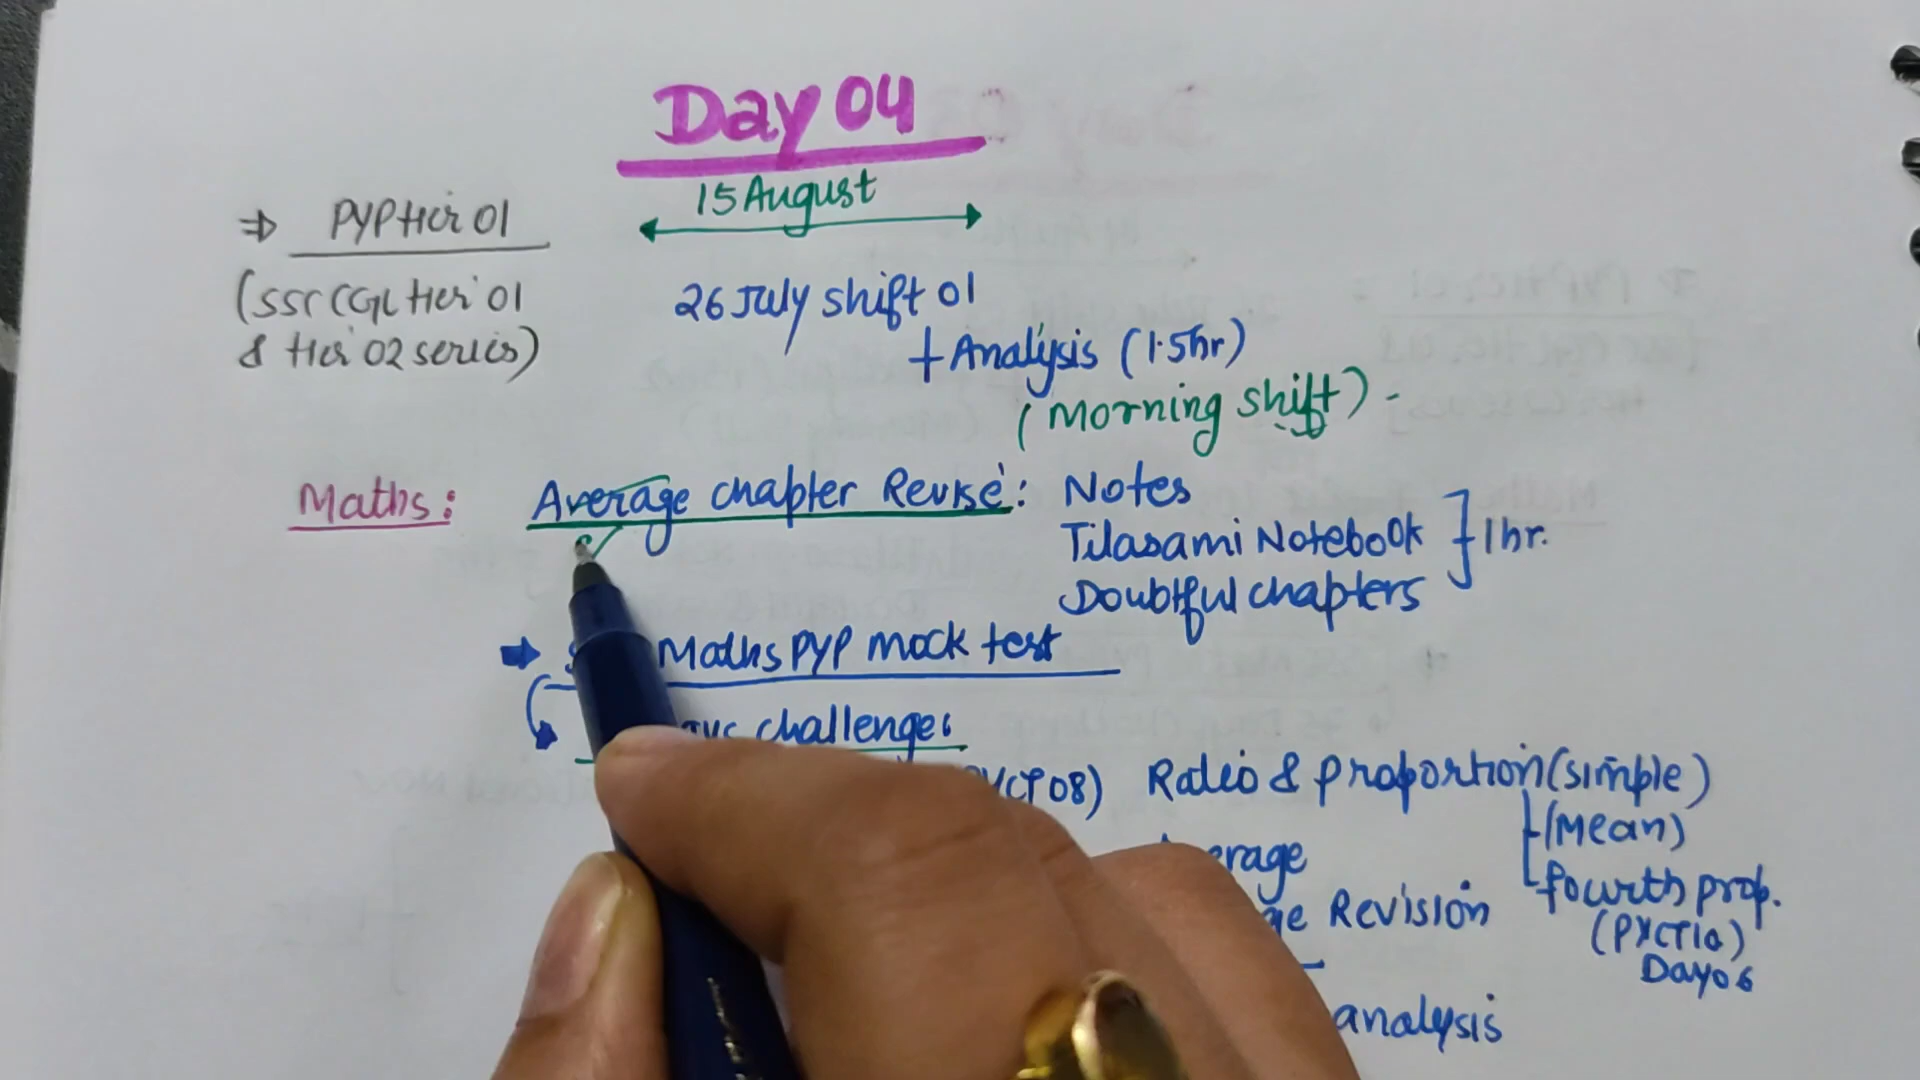 Day 04
15 August
⇒ PYP tier 01
(SSC CGL tier 01
& tier 02 series)
26 July shift 01
+ Analysis (1.5hr)
(Morning shift) -
Maths: Average chapter Revise: Notes
Tilasami Notebook
Doubtful chapters
] 1hr.
Maths PYP mock test
challenge:
08) Ratio & proportion (simple)
(Mean)
fourth prop.
(PYCT10)
Day06
Revision
analysis